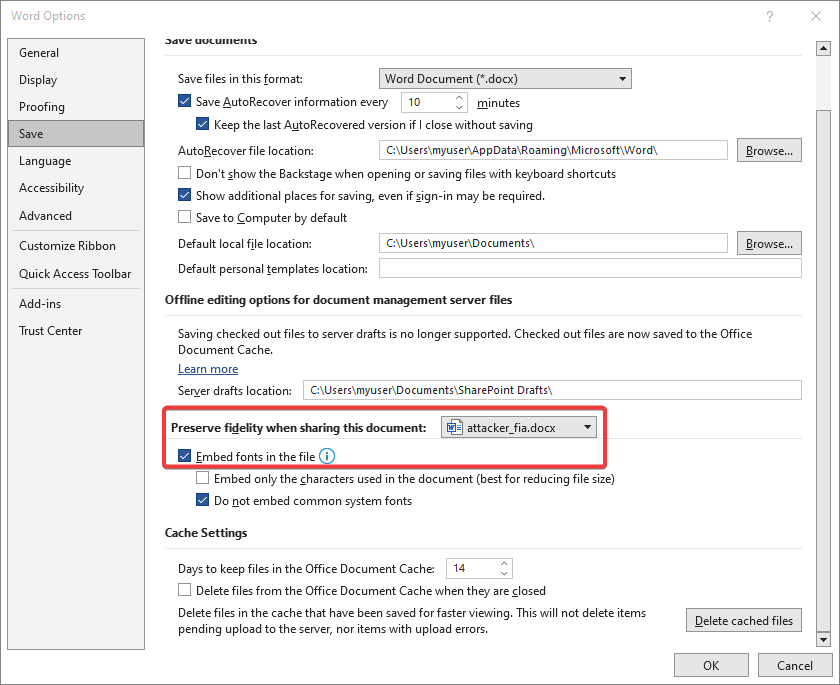 Word Options
?
General
Display
Proofing
Save
Language
Accessibility
Advanced
Customize Ribbon
Quick Access Toolbar
Add-ins
Trust Center
Save documents
Save files in this format: Word Document (*.docx)
Save AutoRecover information every 10 minutes
Keep the last AutoRecovered version if I close without saving
AutoRecover file location: C:\Users\myuser\AppData\Roaming\Microsoft\Word\ Browse...
Don't show the Backstage when opening or saving files with keyboard shortcuts
Show additional places for saving, even if sign-in may be required.
Save to Computer by default
Default local file location: C:\Users\myuser\Documents\ Browse...
Default personal templates location:
Offline editing options for document management server files
Saving checked out files to server drafts is no longer supported. Checked out files are now saved to the Office
Document Cache.
Learn more
Server drafts location: C:\Users\myuser\Documents\SharePoint Drafts\
Preserve fidelity when sharing this document: attacker_fia.docx
Embed fonts in the file
Embed only the characters used in the document (best for reducing file size)
Do not embed common system fonts
Cache Settings
Days to keep files in the Office Document Cache: 14
Delete files from the Office Document Cache when they are closed
Delete files in the cache that have been saved for faster viewing. This will not delete items
pending upload to the server, nor items with upload errors.
Delete cached files
OK Cancel